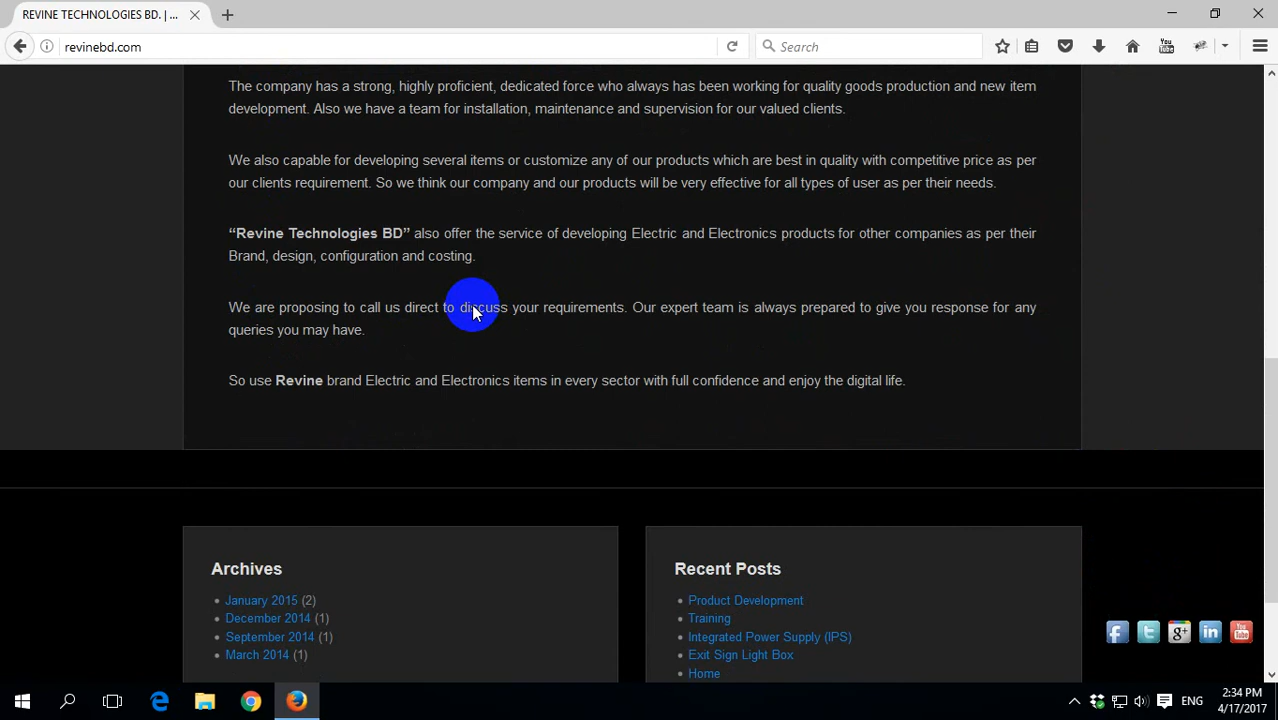 REVINE TECHNOLOGIES BD. | ...
revinebd.com
Search
You
Tube
The company has a strong, highly proficient, dedicated force who always has been working for quality goods production and new item
development. Also we have a team for installation, maintenance and supervision for our valued clients.
We also capable for developing several items or customize any of our products which are best in quality with competitive price as per
our clients requirement. So we think our company and our products will be very effective for all types of user as per their needs.
“Revine Technologies BD” also offer the service of developing Electric and Electronics products for other companies as per their
Brand, design, configuration and costing.
We are proposing to call us direct to discuss your requirements. Our expert team is always prepared to give you response for any
queries you may have.
So use Revine brand Electric and Electronics items in every sector with full confidence and enjoy the digital life.
Archives
January 2015 (2)
December 2014 (1)
September 2014 (1)
March 2014 (1)
Recent Posts
Product Development
Training
Integrated Power Supply (IPS)
Exit Sign Light Box
Home
You
Tube
ENG
2:34 PM
4/17/2017